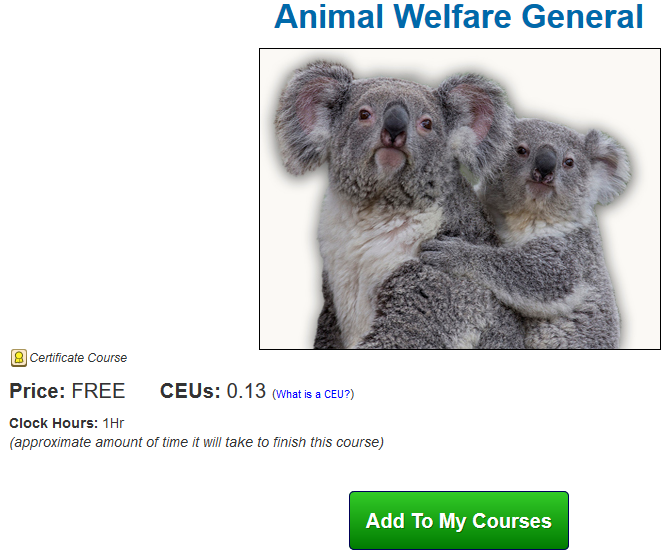 Animal Welfare General
Certificate Course
Price: FREE CEUs: 0.13 (What is a CEU?)
Clock Hours: 1Hr
(approximate amount of time it will take to finish this course)
Add To My Courses